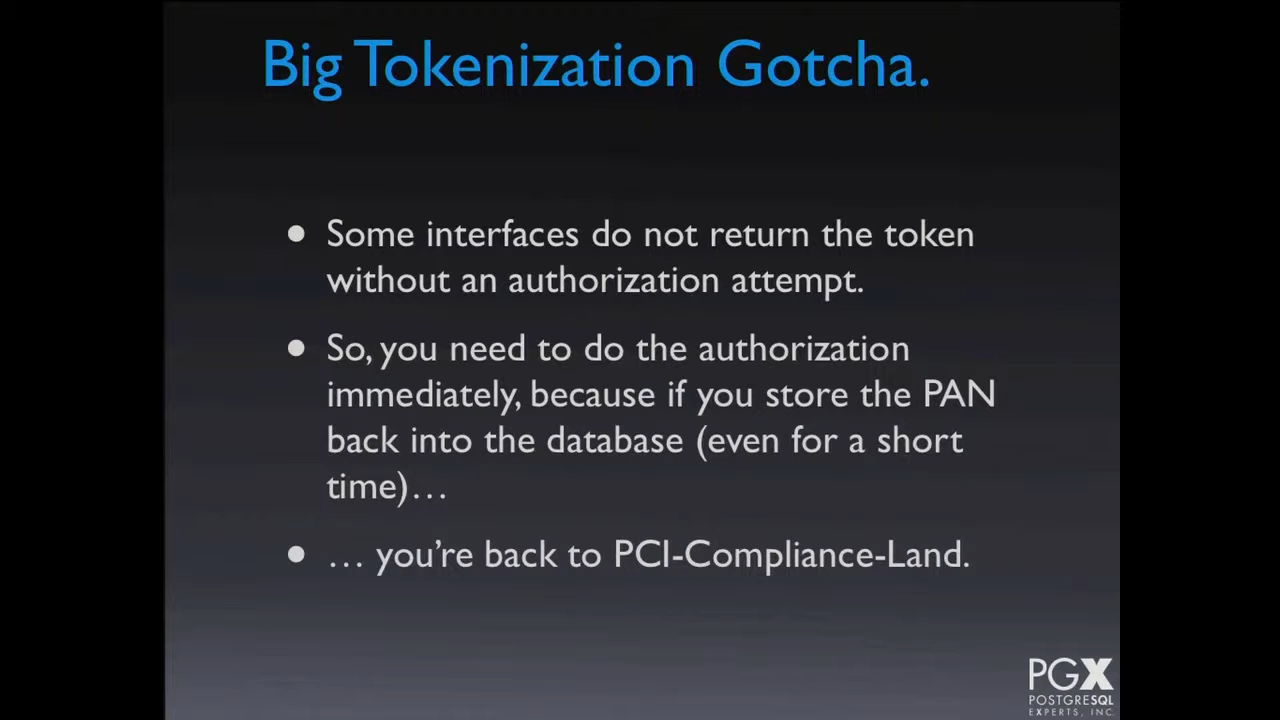 Big Tokenization Gotcha.
• Some interfaces do not return the token
without an authorization attempt.
• So, you need to do the authorization
immediately, because if you store the PAN
back into the database (even for a short
time)…
• … you’re back to PCI-Compliance-Land.
PGX
POSTGRESQL
EXPERTS, INC.